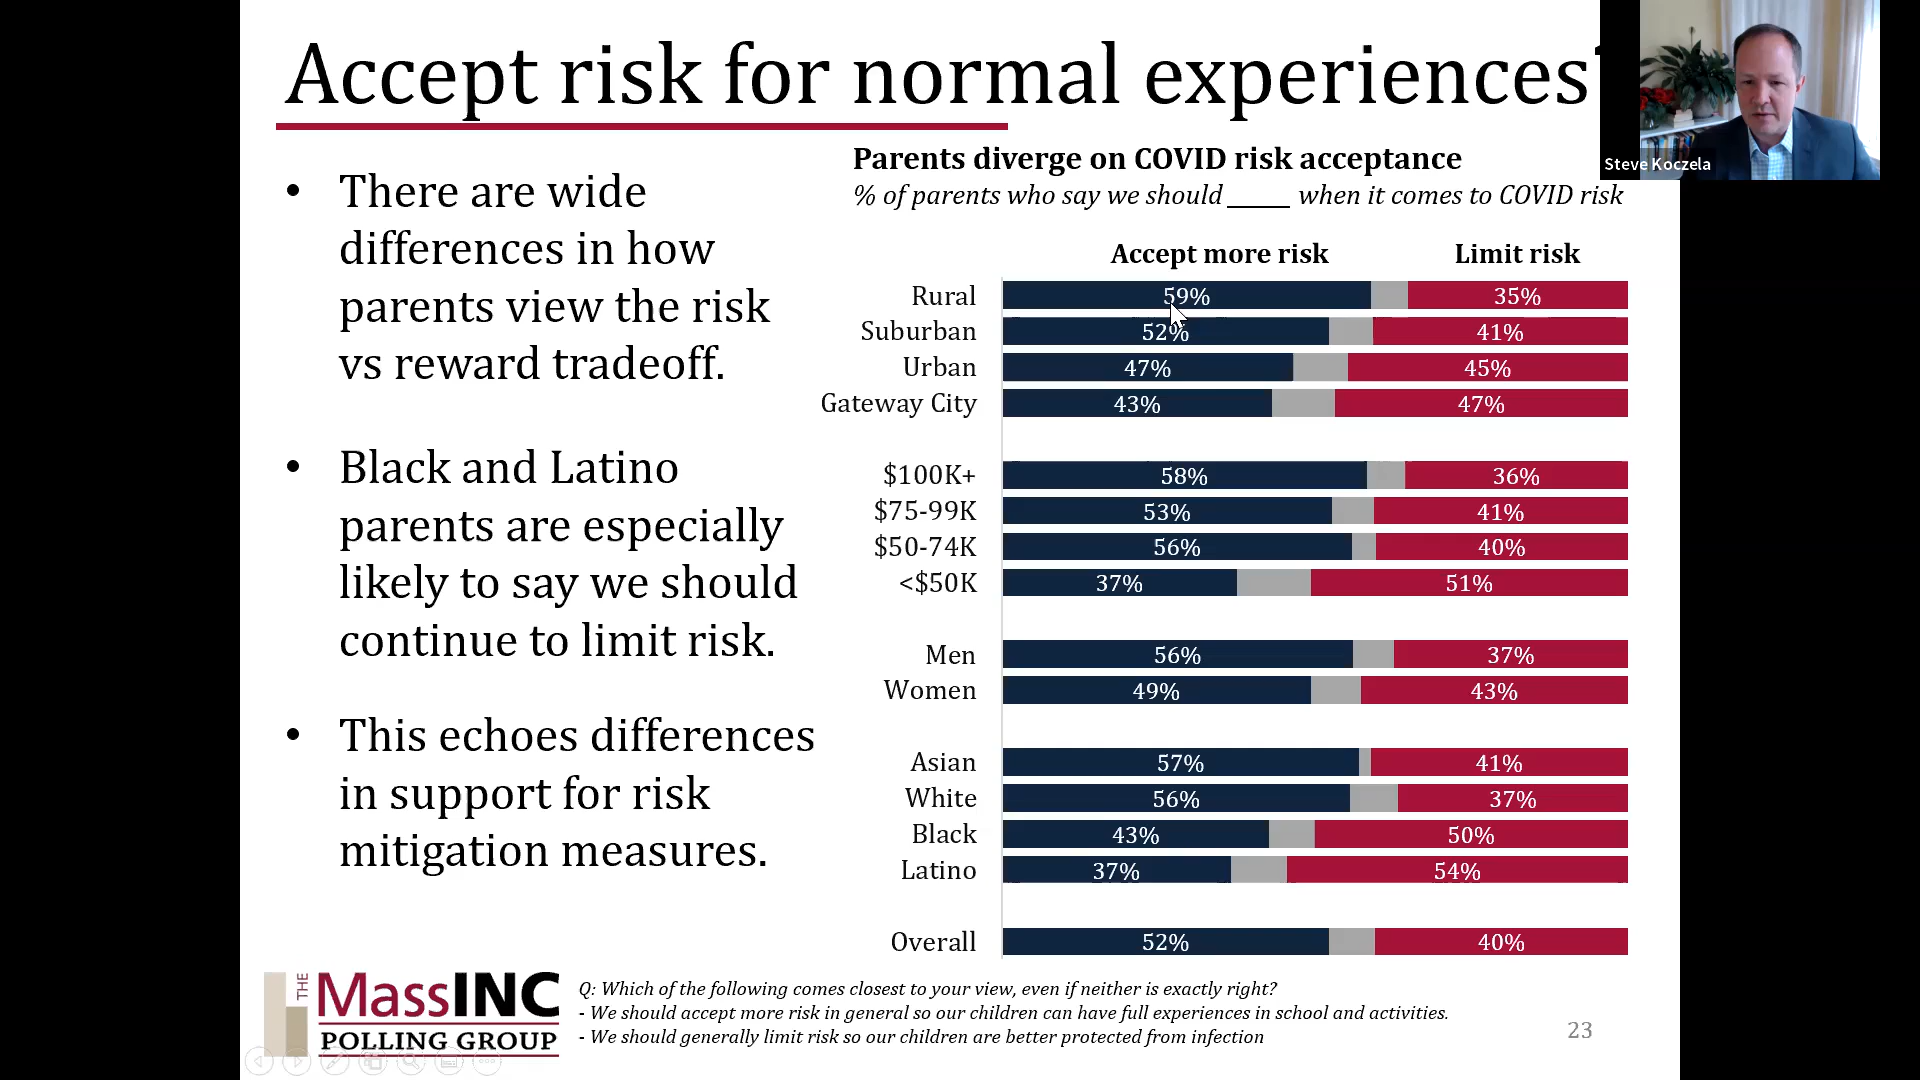 Accept risk for normal experiences?
Steve Koczela
• There are wide
differences in how
parents view the risk
vs reward tradeoff.
• Black and Latino
parents are especially
likely to say we should
continue to limit risk.
• This echoes differences
in support for risk
mitigation measures.
Parents diverge on COVID risk acceptance
% of parents who say we should ______ when it comes to COVID risk
Accept more risk Limit risk
Rural 59% 35%
Suburban 52% 41%
Urban 47% 45%
Gateway City 43% 47%
$100K+ 58% 36%
$75-99K 53% 41%
$50-74K 56% 40%
<$50K 37% 51%
Men 56% 37%
Women 49% 43%
Asian 57% 41%
White 56% 37%
Black 43% 50%
Latino 37% 54%
Overall 52% 40%
THE MassINC
POLLING GROUP
Q: Which of the following comes closest to your view, even if neither is exactly right?
- We should accept more risk in general so our children can have full experiences in school and activities.
- We should generally limit risk so our children are better protected from infection
23